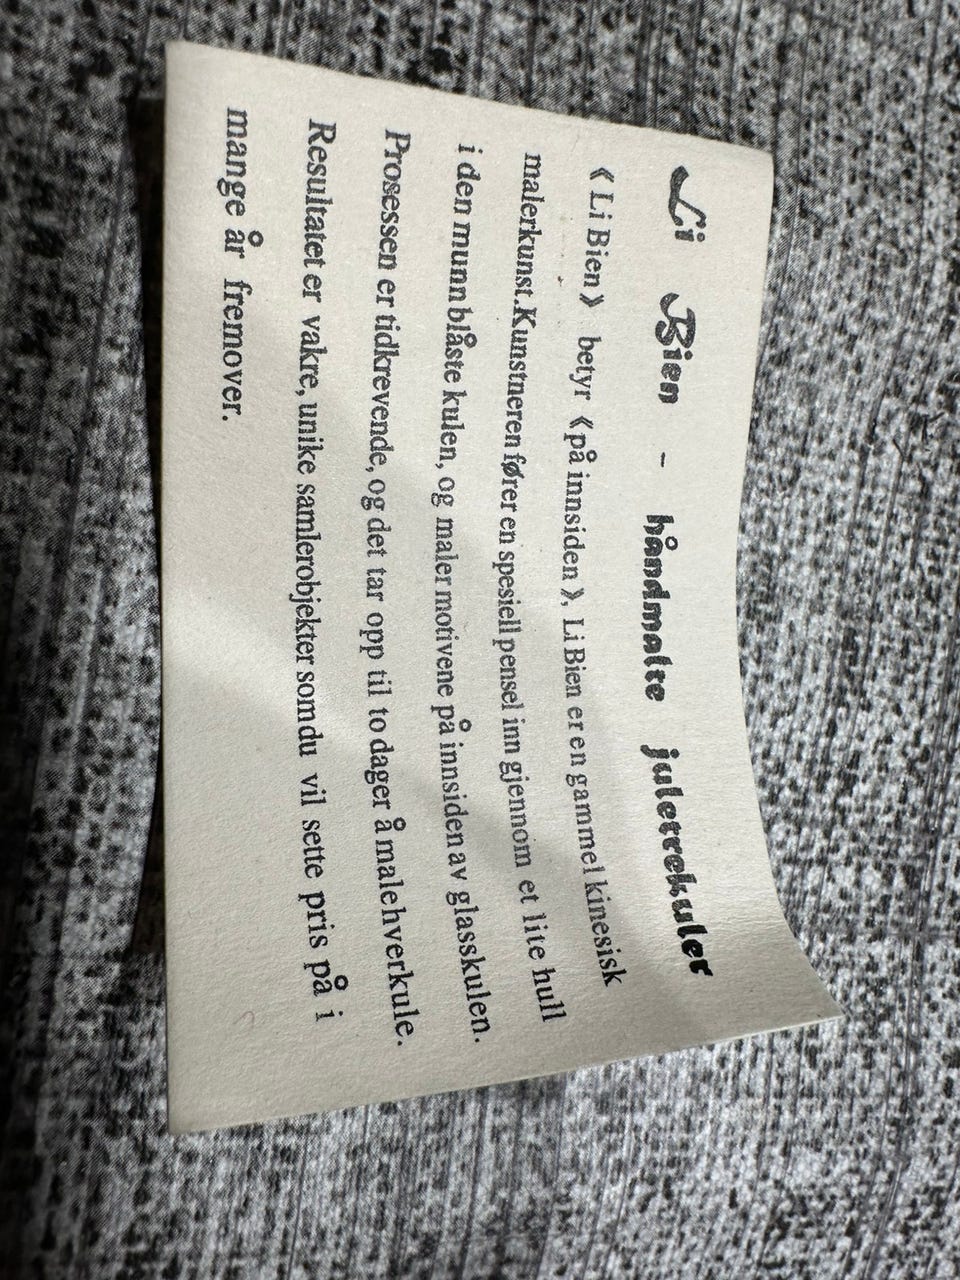 Li Bien - håndmalte juletrekuler
《Li Bien》 betyr 《på innsiden》. Li Bien er en gammel kinesisk
malerkunst.Kunstneren fører en spesiell pensel inn gjennom et lite hull
i den munnblåste kulen, og maler motivene på innsiden av glasskulen.
Prosessen er tidkrevende, og det tar opp til to dager å male hver kule.
Resultatet er vakre, unike samlerobjekter som du vil sette pris på i
mange år fremover.